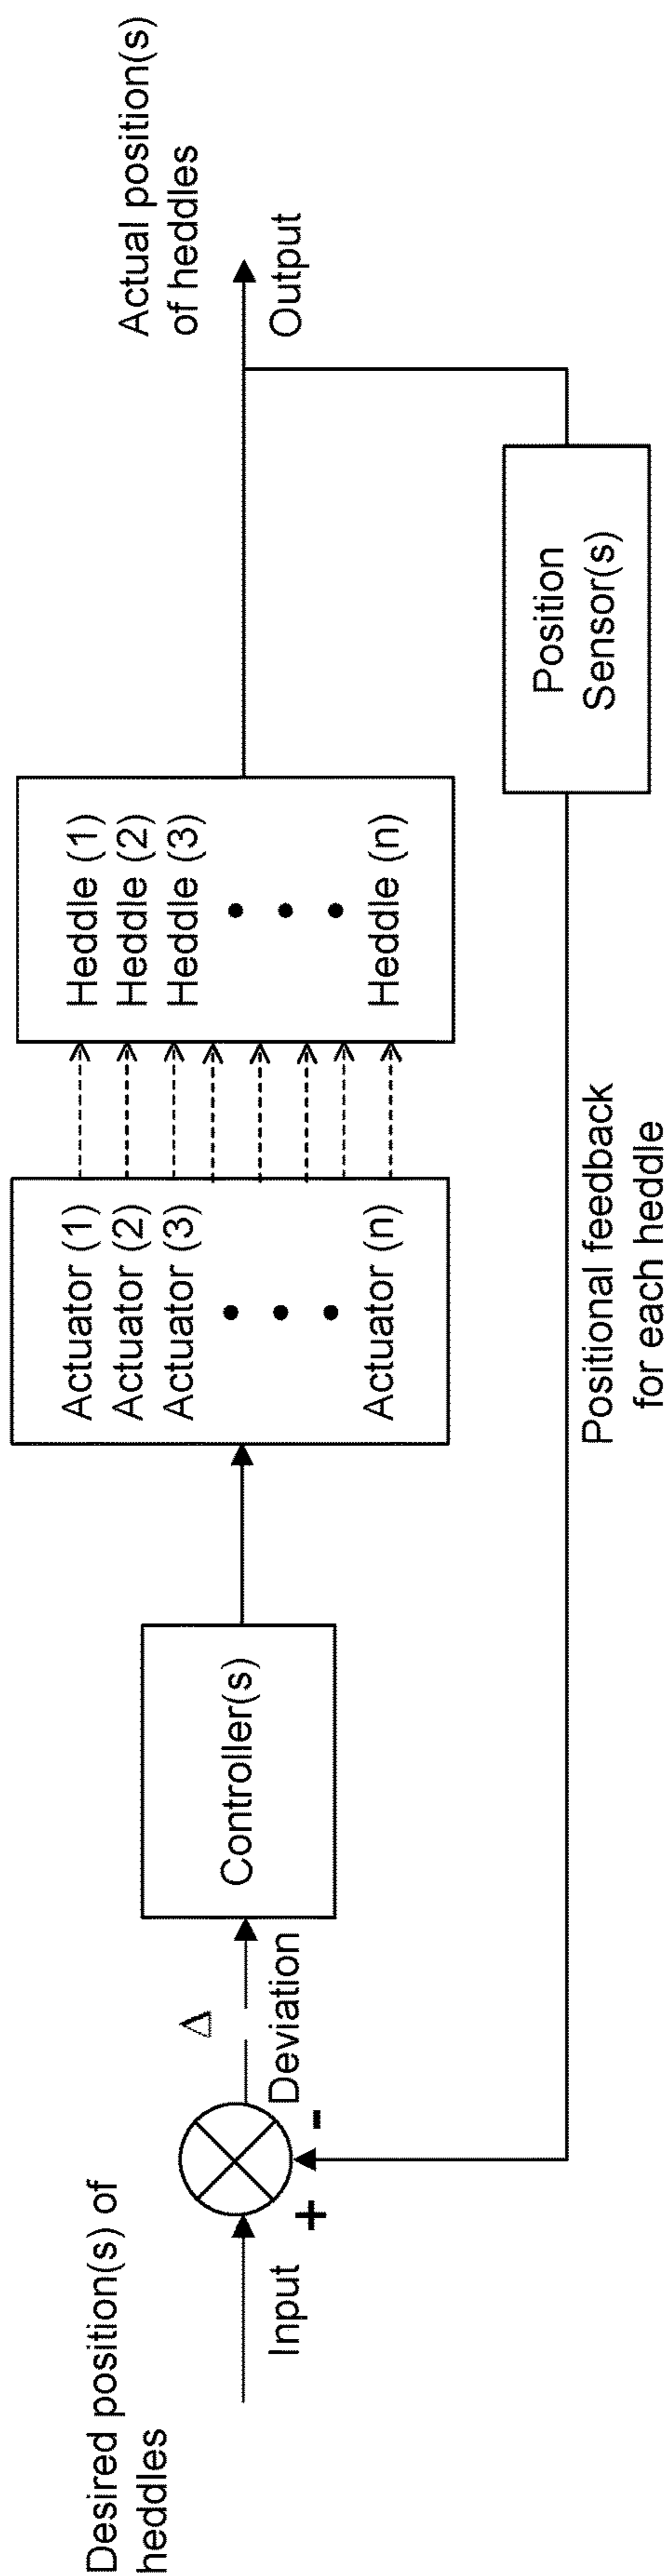 Desired position(s) of
heddles
Input
+
-
Δ
Deviation
Controller(s)
Actuator (1)
Actuator (2)
Actuator (3)
Actuator (n)
Heddle (1)
Heddle (2)
Heddle (3)
Heddle (n)
Actual position(s)
of heddles
Output
Position
Sensor(s)
Positional feedback
for each heddle